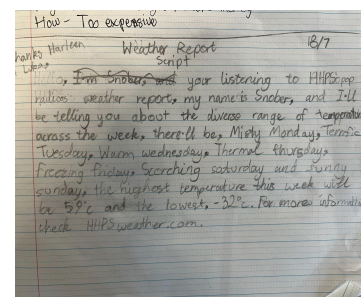 How - Too expensive
18/7
Thanks Harleen
Lucas,
Weather Report
Script
Hello, I'm Snober, and your listening to HHPS pop
radios weather report, my name is Snober, and I'll
be telling you about the diverse range of temperature
across the week, there'll be, Misty Monday, Terrific
Tuesday, Warm wednesday, Thermal thursday,
freezing friday, Scorching saturday and sunny
sunday, the highest temperature this week will
be 59°c and the lowest, -32°c. For more informatio
check HHPSweather.com.